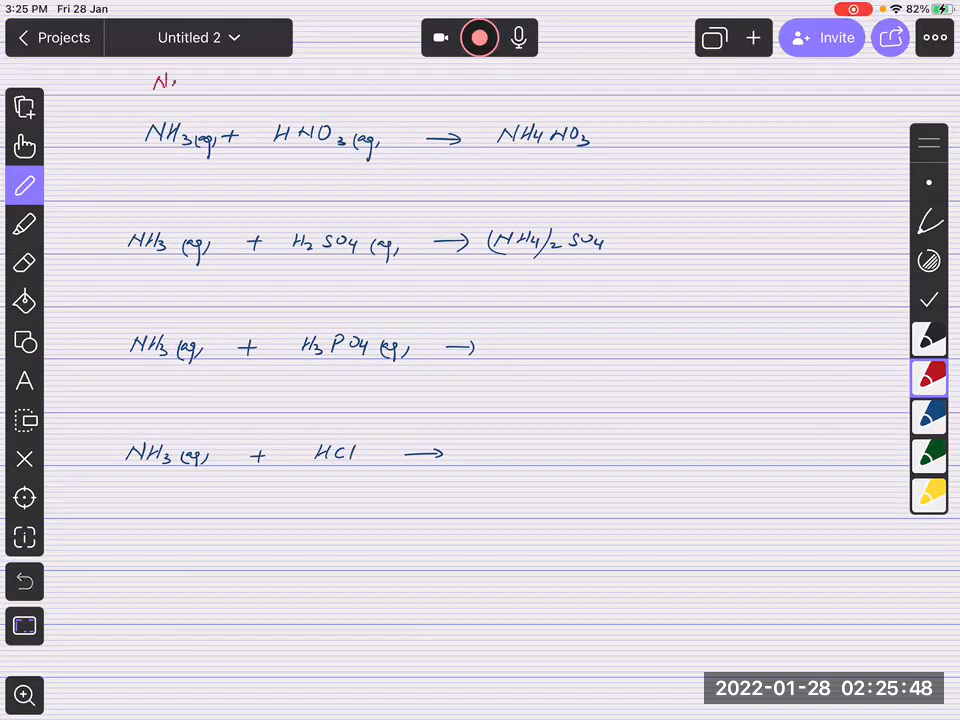 3:25 PM Fri 28 Jan 82%
Projects Untitled 2 Invite
N
NH3(aq) + HNO3(aq) → NH4NO3
NH3 (aq) + H2SO4 (aq) → (NH4)2SO4
NH3 (aq) + H3PO4 (aq) →
NH3 (aq) + HCl →
A
2022-01-28 02:25:48